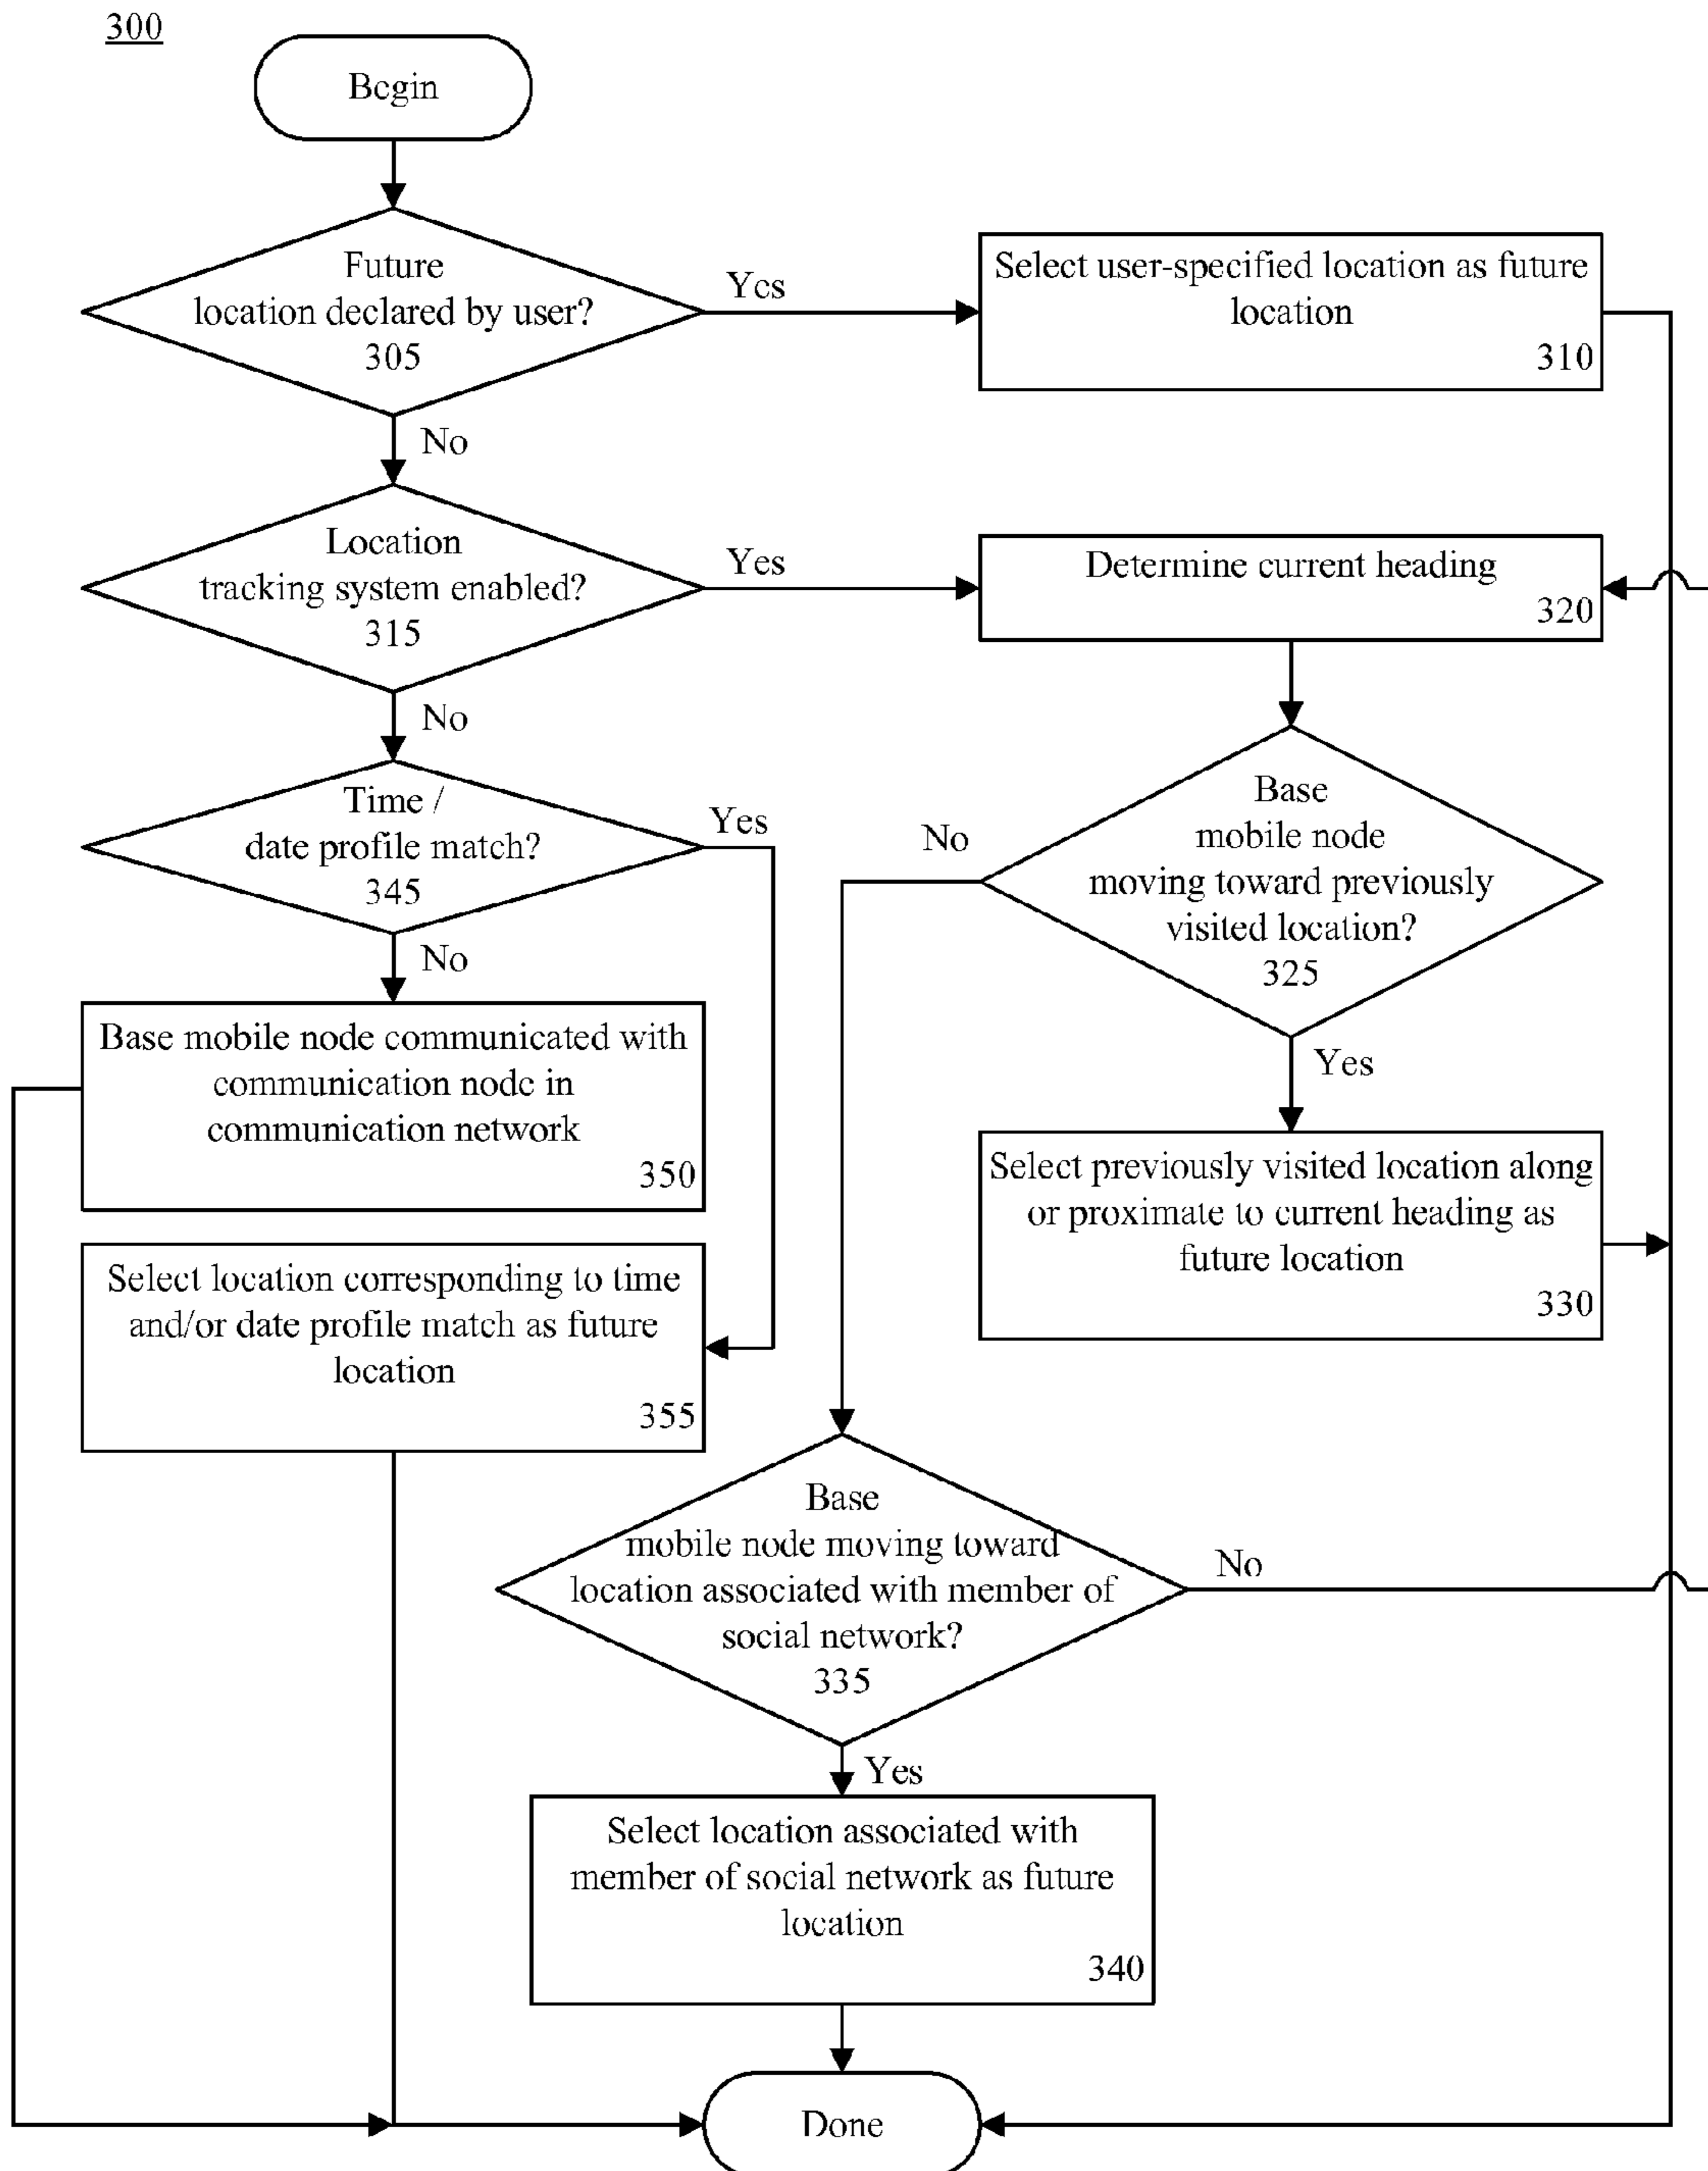 300
Begin
Future
location declared by user?
305
Yes
Select user-specified location as future
location
310
No
Location
tracking system enabled?
315
Yes
Determine current heading
320
No
Time /
date profile match?
345
Yes
No
Base
mobile node
moving toward previously
visited location?
325
No
Yes
Base mobile node communicated with
communication node in
communication network
350
Select previously visited location along
or proximate to current heading as
future location
330
Select location corresponding to time
and/or date profile match as future
location
355
Base
mobile node moving toward
location associated with member of
social network?
335
No
Yes
Select location associated with
member of social network as future
location
340
Done